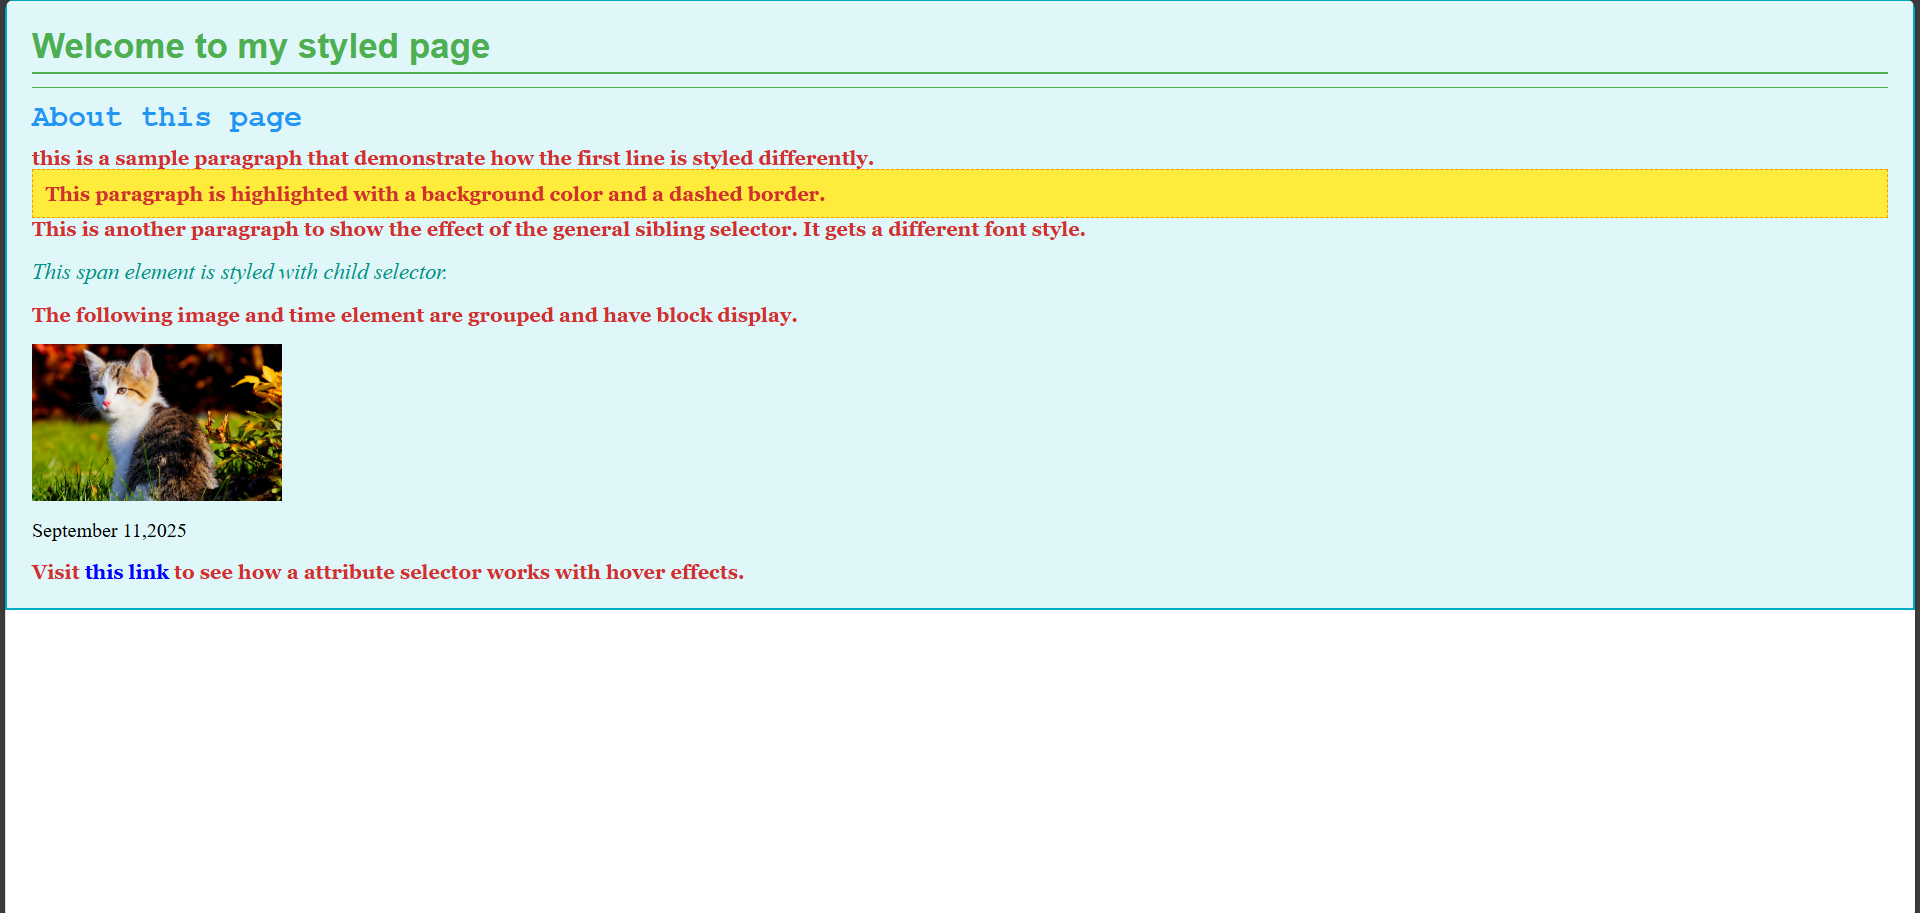 Welcome to my styled page
About this page
this is a sample paragraph that demonstrate how the first line is styled differently.
This paragraph is highlighted with a background color and a dashed border.
This is another paragraph to show the effect of the general sibling selector. It gets a different font style.
This span element is styled with child selector.
The following image and time element are grouped and have block display.
September 11,2025
Visit this link to see how a attribute selector works with hover effects.